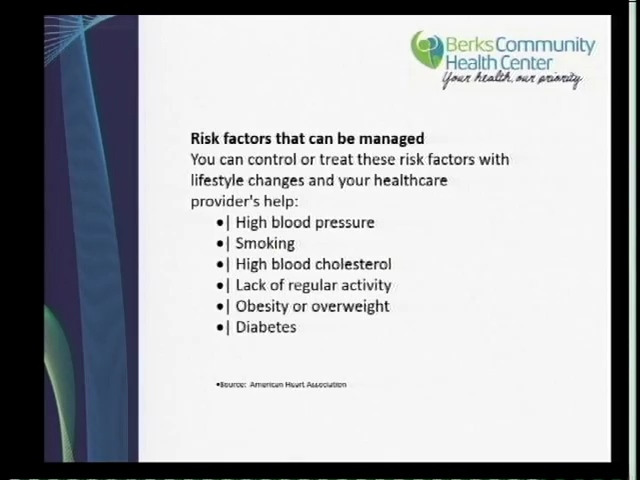 Berks Community
Health Center
Your health, our priority
Risk factors that can be managed
You can control or treat these risk factors with
lifestyle changes and your healthcare
provider's help:
•| High blood pressure
•| Smoking
•| High blood cholesterol
•| Lack of regular activity
•| Obesity or overweight
•| Diabetes
•Source: American Heart Association